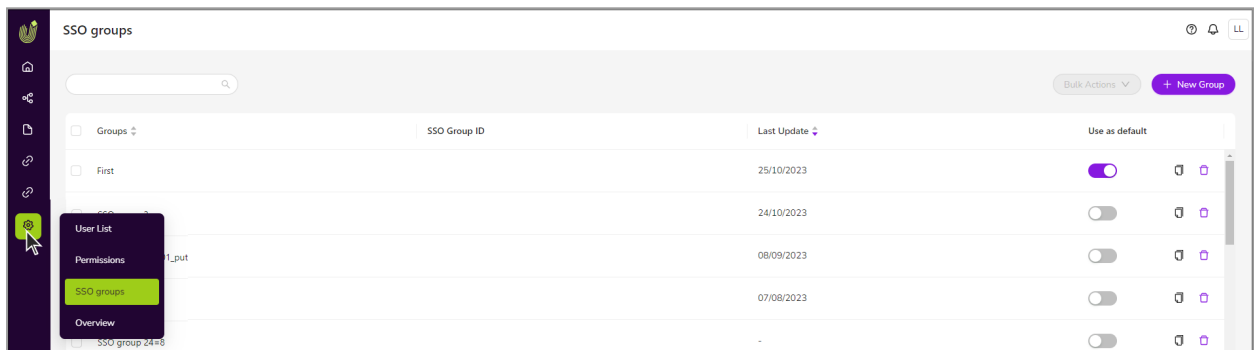 SSO groups
LL
Bulk Actions
+ New Group
Groups
SSO Group ID
Last Update
Use as default
First
25/10/2023
24/10/2023
User List
08/09/2023
Permissions
_put
SSO groups
07/08/2023
Overview
SSO group 24=8
-